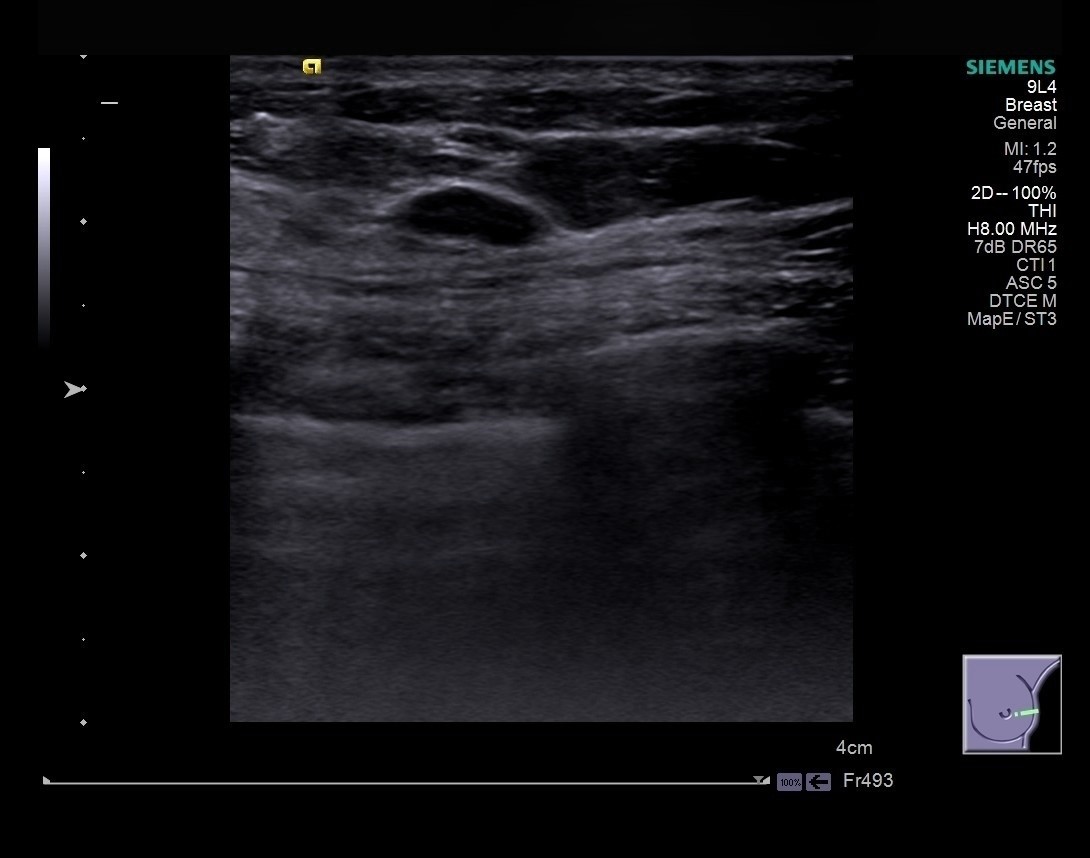 SIEMENS
9L4
Breast
General
MI: 1.2
47fps
2D--100%
THI
H8.00 MHz
7dB DR65
CTI 1
ASC 5
DTCE M
MapE / ST3
4cm
100%
Fr493